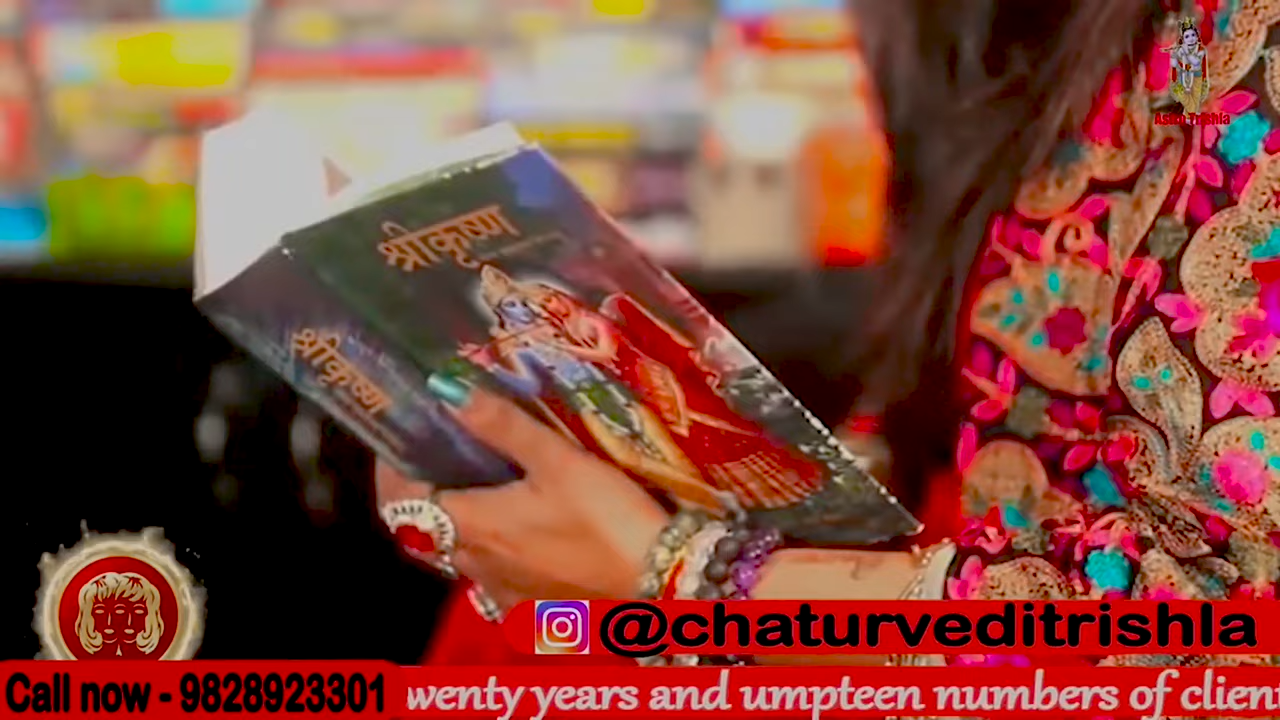 Astro Trishla
श्रीकृष्ण
श्रीकृष्ण
@chaturveditrishla
Call now - 9828923301
wenty years and umpteen numbers of clien